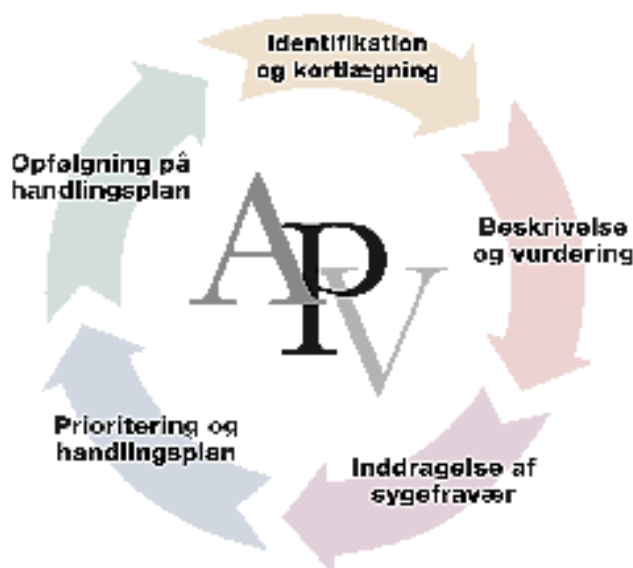 Identifikation
og kortlægning
Beskrivelse
og vurdering
Inddragelse af
sygefravær
Prioritering og
handlingsplan
Opfølgning på
handlingsplan
APV